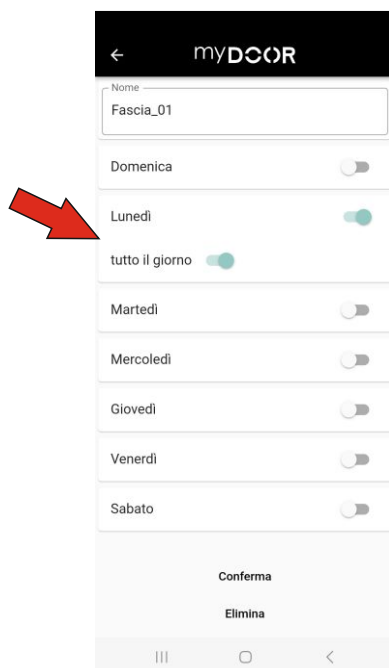 myDOOR
Nome
Fascia_01
Domenica
Lunedì
tutto il giorno
Martedì
Mercoledì
Giovedì
Venerdì
Sabato
Conferma
Elimina